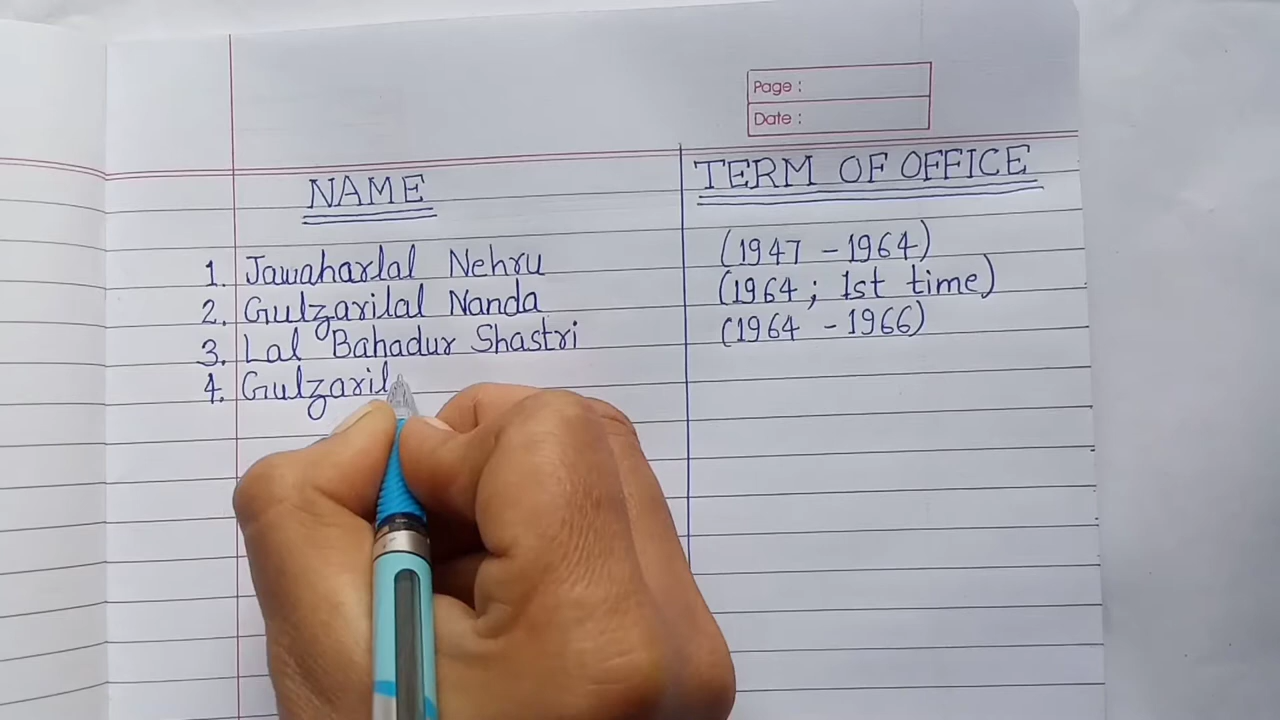 Page :
Date :
NAME TERM OF OFFICE
1. Jawaharlal Nehru (1947 - 1964)
2. Gulzarilal Nanda (1964 ; 1st time)
3. Lal Bahadur Shastri (1964 - 1966)
4. Gulzaril